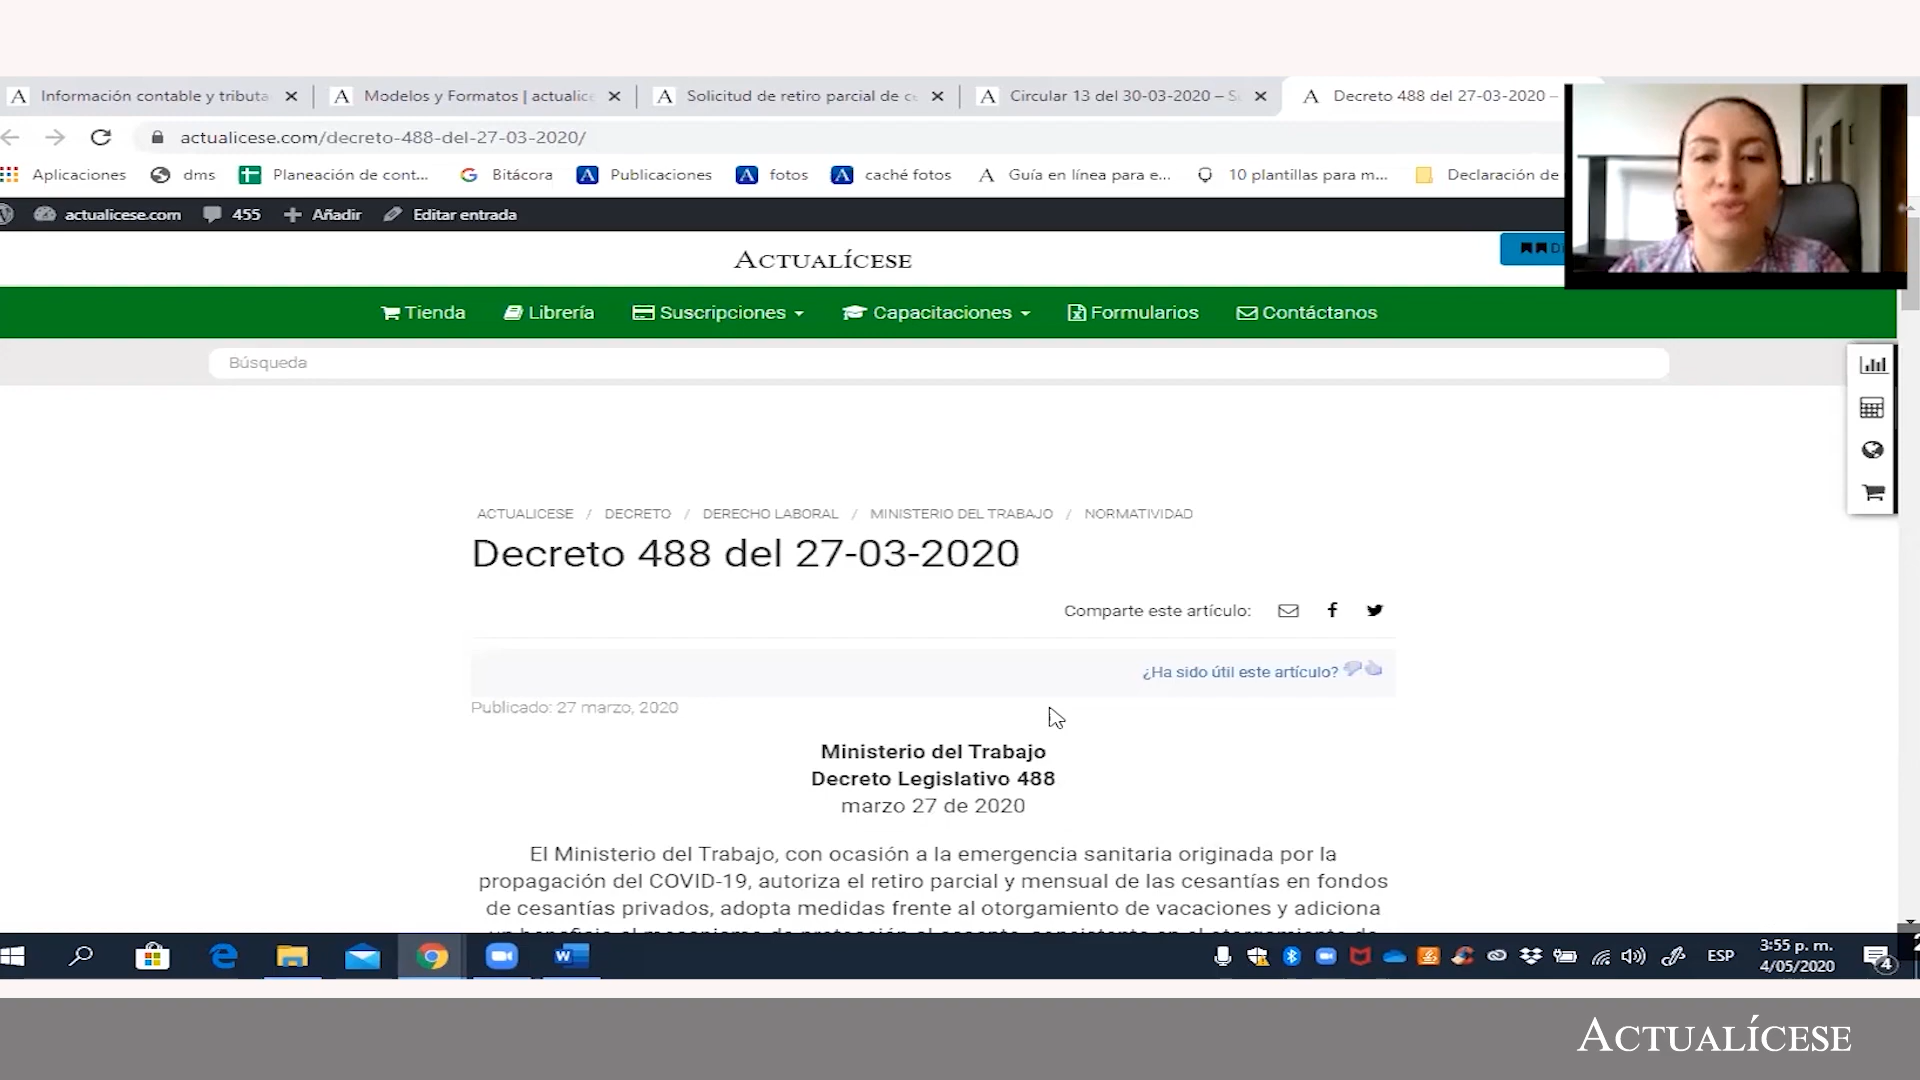 Información contable y tributa
Modelos y Formatos | actualice
Solicitud de retiro parcial de c
Circular 13 del 30-03-2020 – S
Decreto 488 del 27-03-2020 –
actualicese.com/decreto-488-del-27-03-2020/
Aplicaciones dms Planeación de cont... Bitácora Publicaciones fotos caché fotos Guía en línea para e... 10 plantillas para m... Declaración de
actualicese.com 455 Añadir Editar entrada
ACTUALÍCESE
Tienda Librería Suscripciones Capacitaciones Formularios Contáctanos
Búsqueda
ACTUALICESE / DECRETO / DERECHO LABORAL / MINISTERIO DEL TRABAJO / NORMATIVIDAD
Decreto 488 del 27-03-2020
Comparte este artículo:
¿Ha sido útil este artículo?
Publicado: 27 marzo, 2020
Ministerio del Trabajo
Decreto Legislativo 488
marzo 27 de 2020
El Ministerio del Trabajo, con ocasión a la emergencia sanitaria originada por la
propagación del COVID-19, autoriza el retiro parcial y mensual de las cesantías en fondos
de cesantías privados, adopta medidas frente al otorgamiento de vacaciones y adiciona
ESP
3:55 p. m.
4/05/2020
4
ACTUALÍCESE